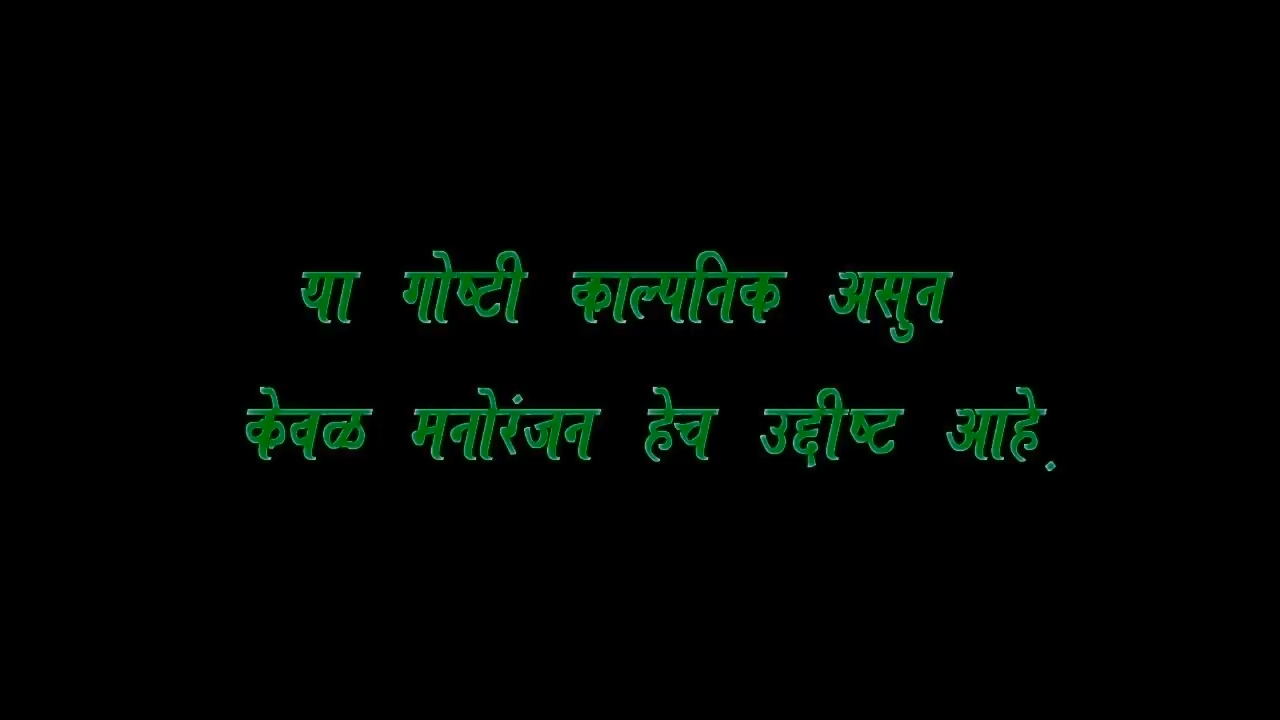 या गोष्टी काल्पनिक असुन
केवळ मनोरंजन हेच उद्दीष्ट आहे.